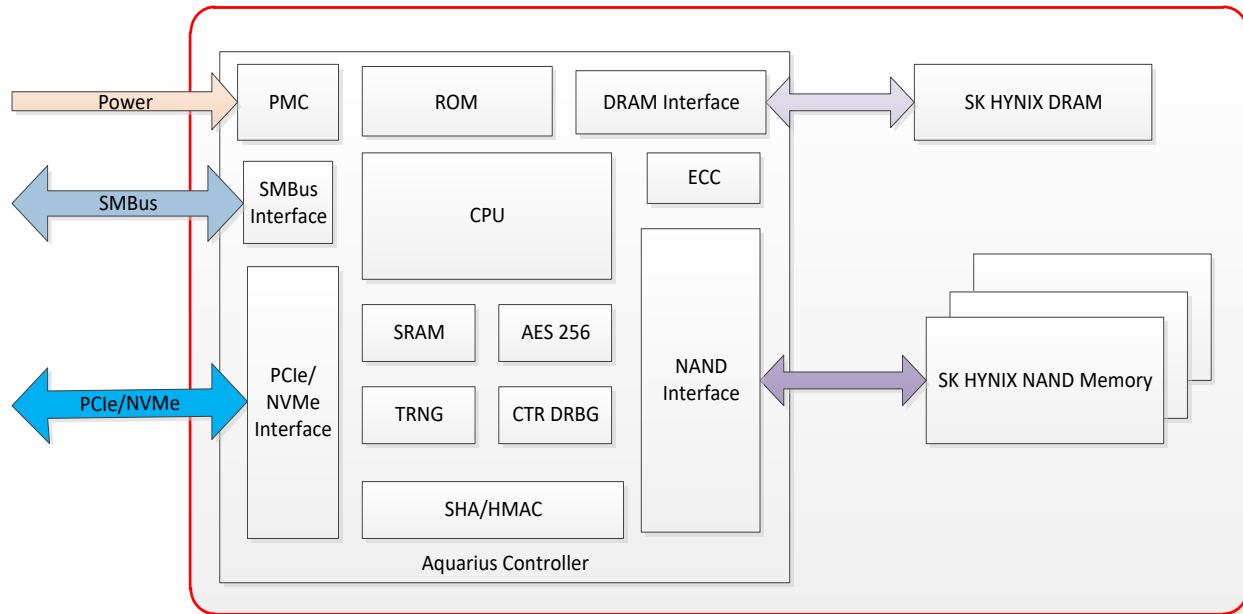 Power
PMC
ROM
DRAM Interface
SK HYNIX DRAM
SMBus
SMBus
Interface
CPU
ECC
SRAM
AES 256
PCIe/NVMe
PCIe/
NVMe
Interface
TRNG
CTR DRBG
NAND
Interface
SK HYNIX NAND Memory
SHA/HMAC
Aquarius Controller